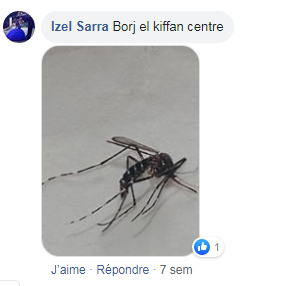 Izel Sarra Borj el kiffan centre
1
J'aime · Répondre · 7 sem